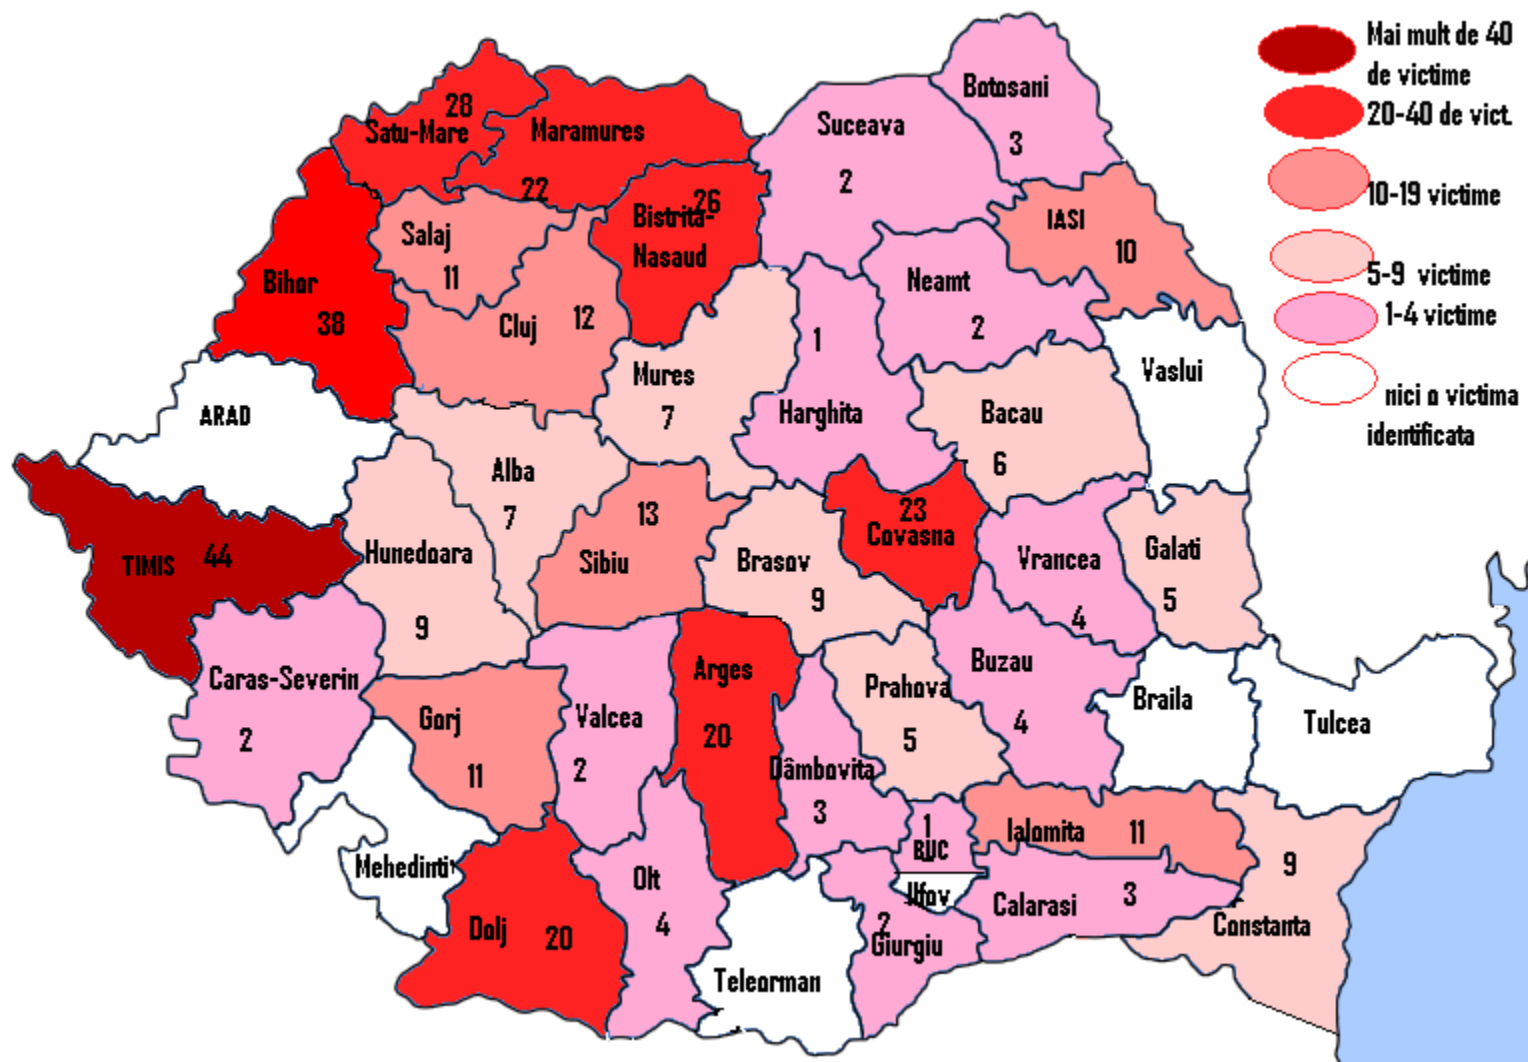 Mai mult de 40
de victime
20-40 de vict.
10-19 victime
5-9 victime
1-4 victime
nici o victima
identificata
Botosani
3
Suceava
2
28
Satu-Mare
Maramures
22
26
Bistrita-
Nasaud
IASI
10
Salaj
11
Bihor
38
Cluj
12
Neamt
2
1
Harghita
Mures
7
Vaslui
ARAD
Bacau
6
Alba
7
13
Sibiu
23
Covasna
TIMIS 44
Hunedoara
9
Brasov
9
Vrancea
4
Galati
5
Caras-Severin
2
Gorj
11
Valcea
2
Arges
20
Prahova
5
Buzau
4
Braila
Tulcea
Dâmbovita
3
1
BUC
Ialomita 11
Mehedinti
Olt
4
Ilfov
Calarasi 3
9
Constanta
Dolj 20
2
Giurgiu
Teleorman